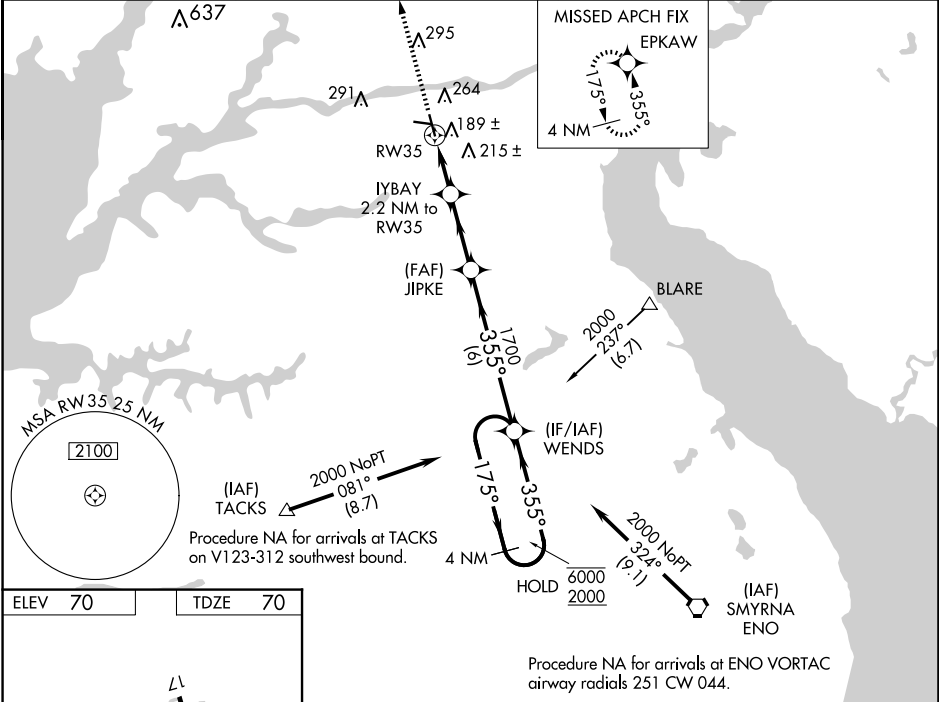 637
295
291
264
189 ±
215 ±
RW35
MISSED APCH FIX
EPKAW
175°
355°
4 NM
IYBAY
2.2 NM to
RW35
(FAF)
JIPKE
BLARE
2000
237°
(6.7)
1700
355°
(6)
MSA RW35 25 NM
2100
(IF/IAF)
WENDS
(IAF)
TACKS
2000 NoPT
081°
(8.7)
175°
355°
Procedure NA for arrivals at TACKS
on V123-312 southwest bound.
4 NM
HOLD
6000
2000
2000 NoPT
324°
(9.1)
(IAF)
SMYRNA
ENO
ELEV 70
TDZE 70
17
Procedure NA for arrivals at ENO VORTAC
airway radials 251 CW 044.